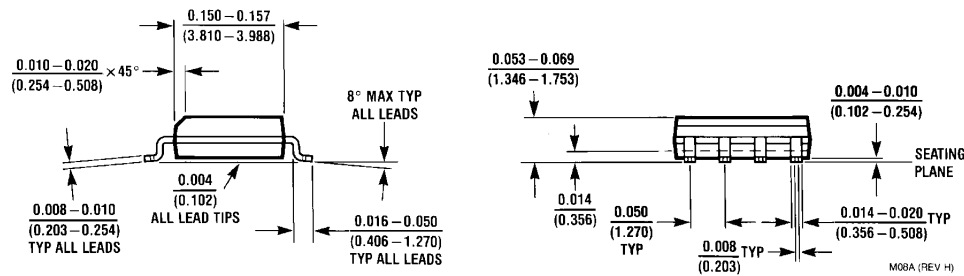 0.150 – 0.157
(3.810 – 3.988)
0.010 – 0.020
(0.254 – 0.508)
× 45°
8° MAX TYP
ALL LEADS
0.004
(0.102)
ALL LEAD TIPS
0.008 – 0.010
(0.203 – 0.254)
TYP ALL LEADS
0.016 – 0.050
(0.406 – 1.270)
TYP ALL LEADS
0.053 – 0.069
(1.346 – 1.753)
0.004 – 0.010
(0.102 – 0.254)
SEATING
PLANE
0.014
(0.356)
0.050
(1.270)
TYP
0.008
(0.203)
TYP
0.014 – 0.020
(0.356 – 0.508)
TYP
M08A (REV H)